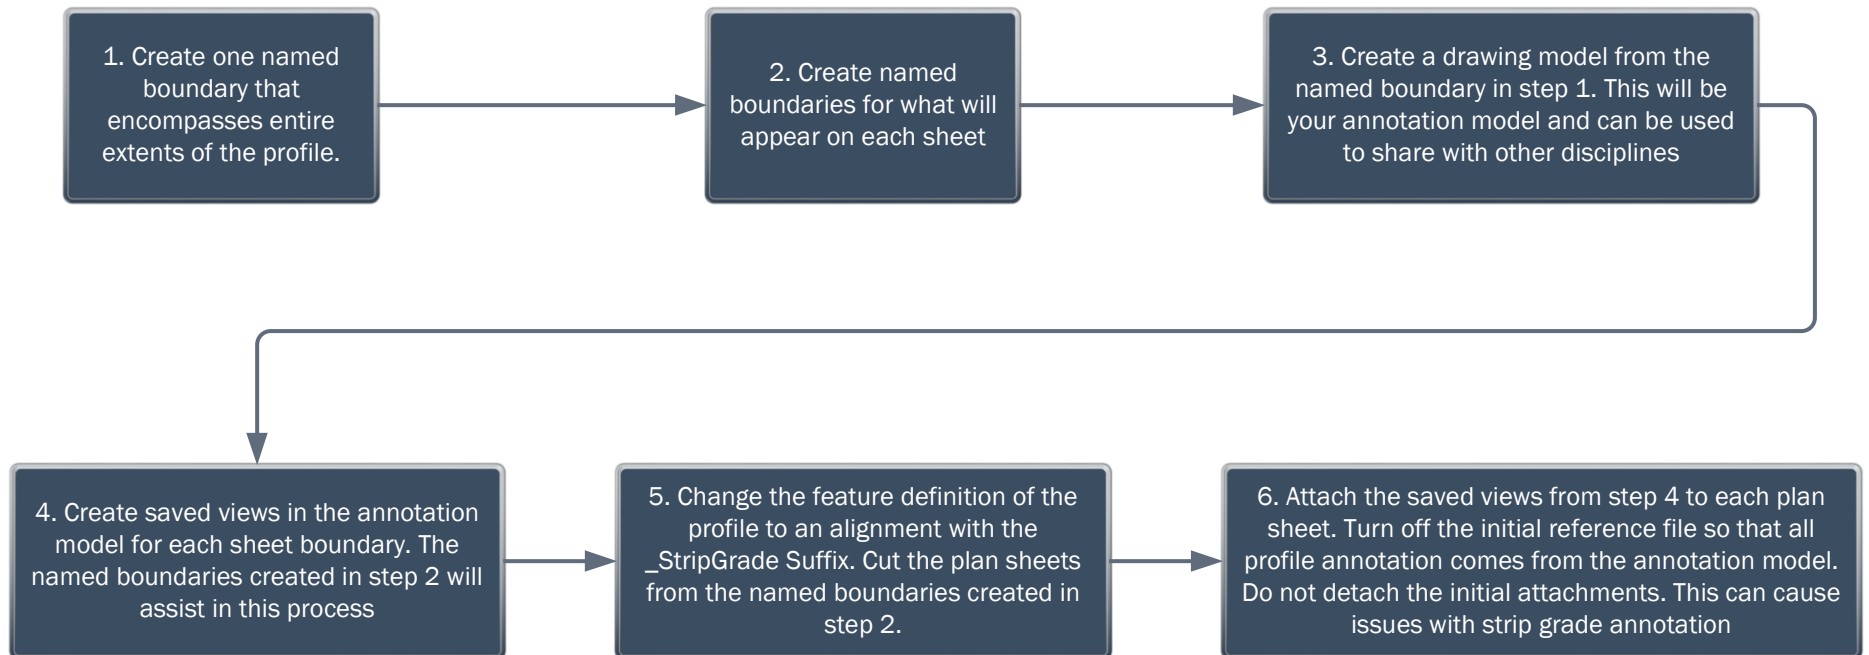 1. Create one named
boundary that
encompasses entire
extents of the profile.
2. Create named
boundaries for what will
appear on each sheet
3. Create a drawing model from the
named boundary in step 1. This will be
your annotation model and can be used
to share with other disciplines
4. Create saved views in the annotation
model for each sheet boundary. The
named boundaries created in step 2 will
assist in this process
5. Change the feature definition of the
profile to an alignment with the
_StripGrade Suffix. Cut the plan sheets
from the named boundaries created in
step 2.
6. Attach the saved views from step 4 to each plan
sheet. Turn off the initial reference file so that all
profile annotation comes from the annotation model.
Do not detach the initial attachments. This can cause
issues with strip grade annotation